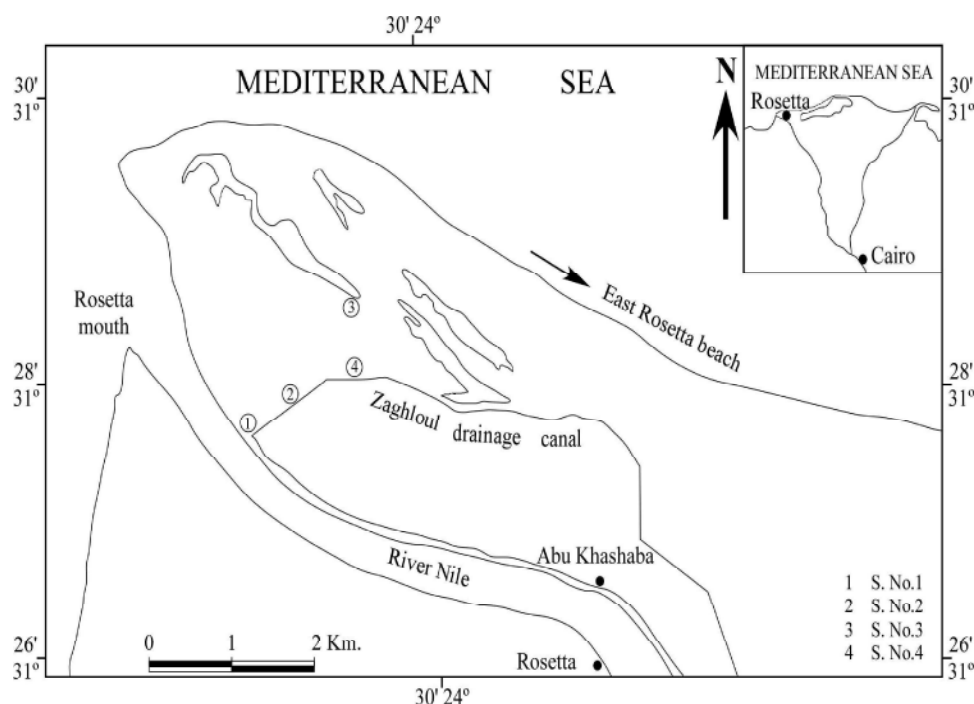 30' 24º
30'
31º
MEDITERRANEAN SEA
N
MEDITERRANEAN SEA
Rosetta
Cairo
30'
31º
Rosetta
mouth
3
East Rosetta beach
28'
31º
4
2
1
Zaghloul drainage canal
28'
31º
River Nile
Abu Khashaba
1 S. No.1
2 S. No.2
3 S. No.3
4 S. No.4
0 1 2 Km.
Rosetta
26'
31º
26'
31º
30' 24º